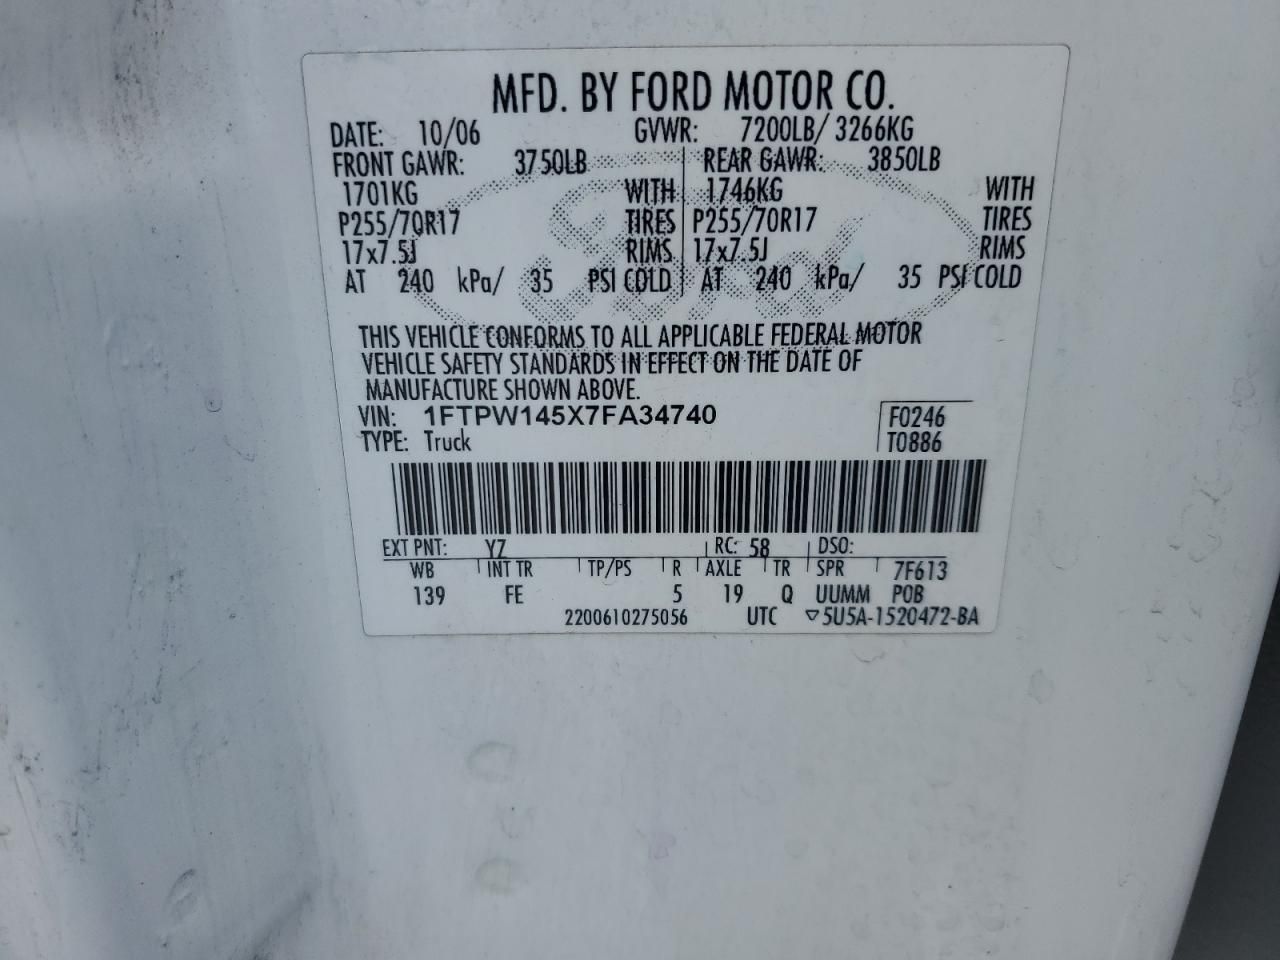 MFD. BY FORD MOTOR CO.
DATE: 10/06 GVWR: 7200LB/ 3266KG
FRONT GAWR: 3750LB REAR GAWR: 3850LB
1701KG WITH 1746KG WITH
P255/70R17 TIRES P255/70R17 TIRES
17x7.5J RIMS 17x7.5J RIMS
AT 240 kPa/ 35 PSI COLD AT 240 kPa/ 35 PSI COLD
Ford
THIS VEHICLE CONFORMS TO ALL APPLICABLE FEDERAL MOTOR
VEHICLE SAFETY STANDARDS IN EFFECT ON THE DATE OF
MANUFACTURE SHOWN ABOVE.
VIN: 1FTPW145X7FA34740 F0246
TYPE: Truck T0886
EXT PNT: YZ RC: 58 DSO:
WB INT TR TP/PS R AXLE TR SPR 7F613
139 FE 5 19 Q UUMM POB
2200610275056 UTC ▽5U5A-1520472-BA